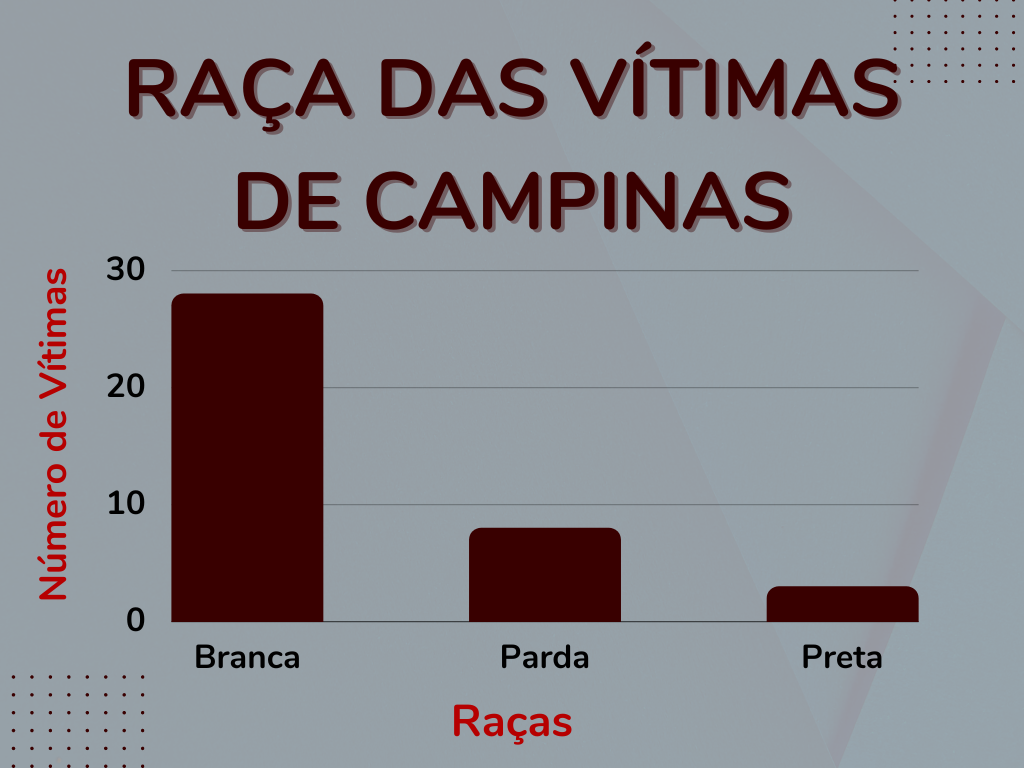 RAÇA DAS VÍTIMAS
DE CAMPINAS
Número de Vítimas
30
20
10
0
Branca Parda Preta
Raças